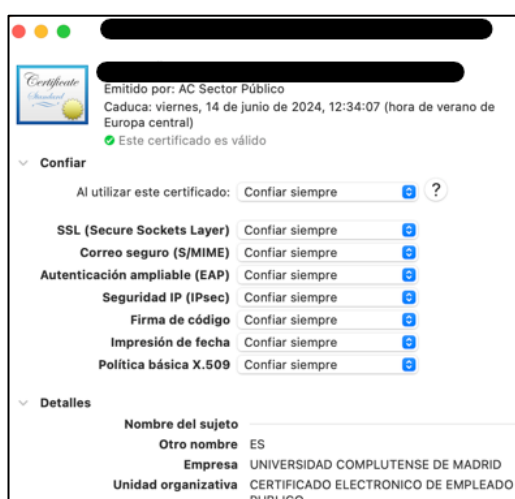 Certificate
Standard
Emitido por: AC Sector Público
Caduca: viernes, 14 de junio de 2024, 12:34:07 (hora de verano de
Europa central)
Este certificado es válido
Confiar
Al utilizar este certificado: Confiar siempre ?
SSL (Secure Sockets Layer) Confiar siempre
Correo seguro (S/MIME) Confiar siempre
Autenticación ampliable (EAP) Confiar siempre
Seguridad IP (IPsec) Confiar siempre
Firma de código Confiar siempre
Impresión de fecha Confiar siempre
Política básica X.509 Confiar siempre
Detalles
Nombre del sujeto
Otro nombre ES
Empresa UNIVERSIDAD COMPLUTENSE DE MADRID
Unidad organizativa CERTIFICADO ELECTRONICO DE EMPLEADO
PUBLICO